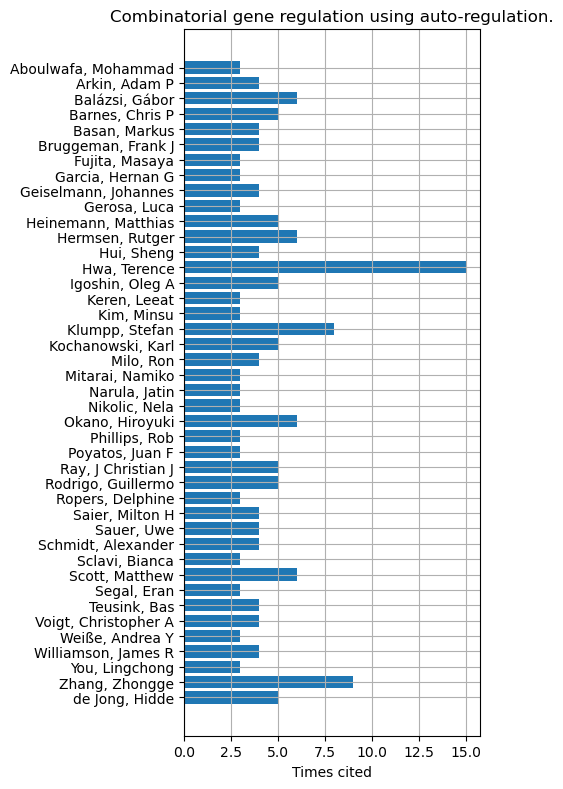 Combinatorial gene regulation using auto-regulation.
Aboulwafa, Mohammad
Arkin, Adam P
Balázsi, Gábor
Barnes, Chris P
Basan, Markus
Bruggeman, Frank J
Fujita, Masaya
Garcia, Hernan G
Geiselmann, Johannes
Gerosa, Luca
Heinemann, Matthias
Hermsen, Rutger
Hui, Sheng
Hwa, Terence
Igoshin, Oleg A
Keren, Leeat
Kim, Minsu
Klumpp, Stefan
Kochanowski, Karl
Milo, Ron
Mitarai, Namiko
Narula, Jatin
Nikolic, Nela
Okano, Hiroyuki
Phillips, Rob
Poyatos, Juan F
Ray, J Christian J
Rodrigo, Guillermo
Ropers, Delphine
Saier, Milton H
Sauer, Uwe
Schmidt, Alexander
Sclavi, Bianca
Scott, Matthew
Segal, Eran
Teusink, Bas
Voigt, Christopher A
Weiße, Andrea Y
Williamson, James R
You, Lingchong
Zhang, Zhongge
de Jong, Hidde
0.0 2.5 5.0 7.5 10.0 12.5 15.0
Times cited